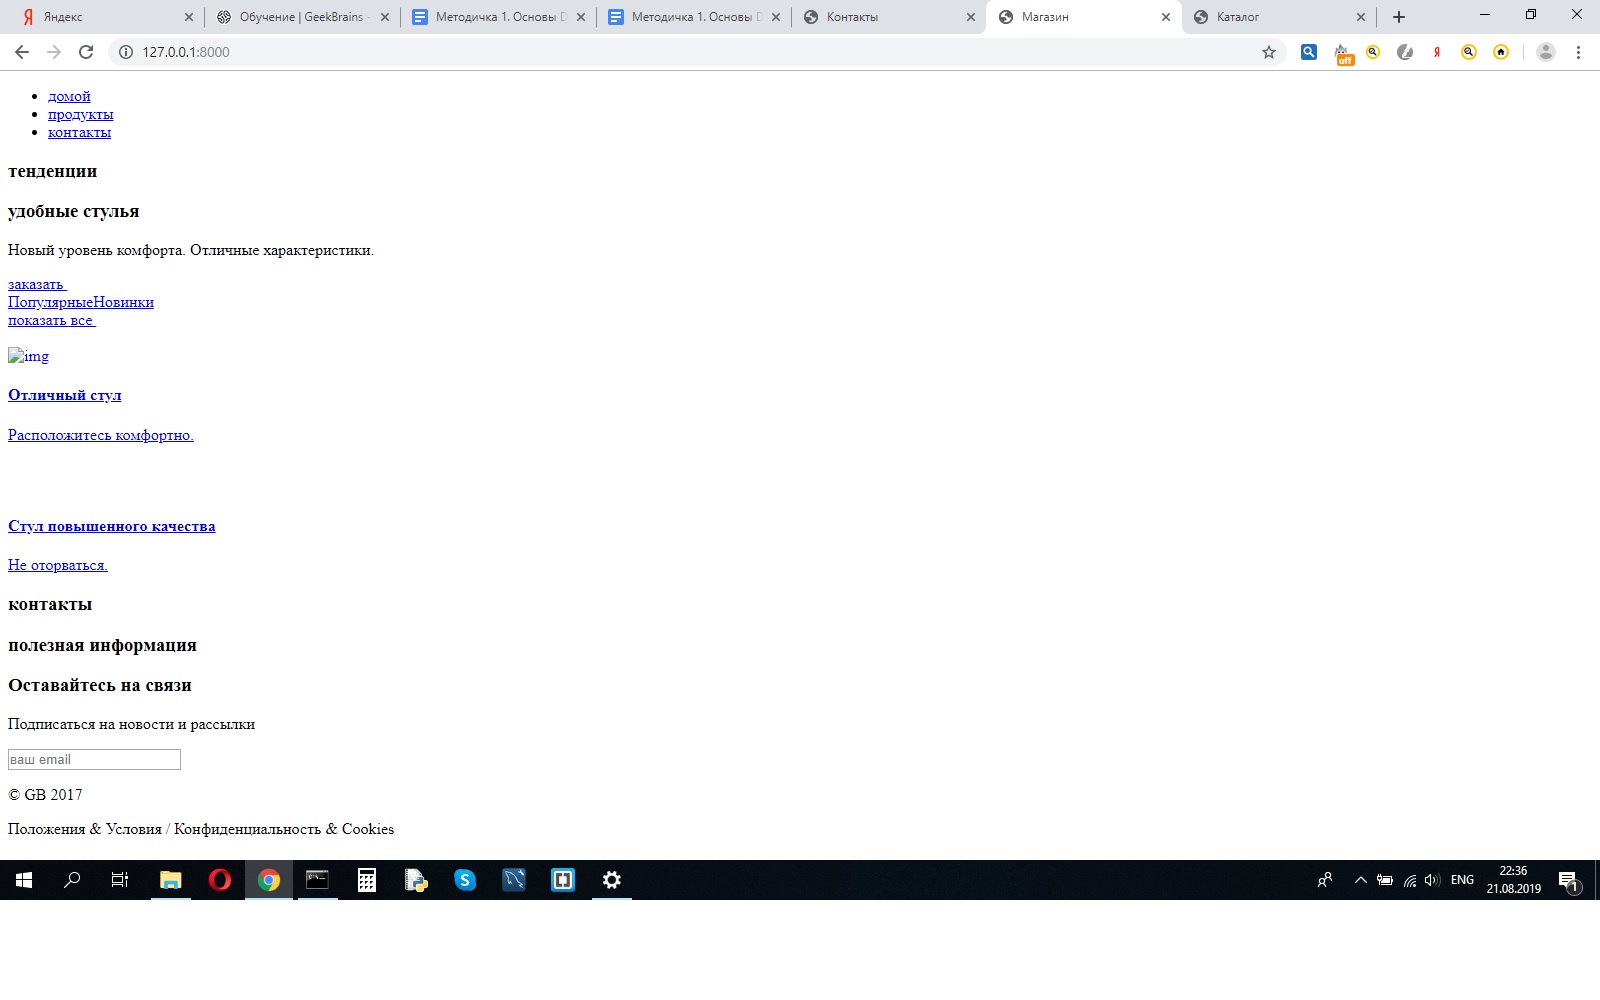 Яндекс
Обучение | GeekBrains -
Методичка 1. Основы D
Методичка 1. Основы D
Контакты
Магазин
Каталог
127.0.0.1:8000
off
Я
домой
продукты
контакты
тенденции
удобные стулья
Новый уровень комфорта. Отличные характеристики.
заказать
ПопулярныеНовинки
показать все
img
Отличный стул
Расположитесь комфортно.
Стул повышенного качества
Не оторваться.
контакты
полезная информация
Оставайтесь на связи
Подписаться на новости и рассылки
ваш email
© GB 2017
Положения & Условия / Конфиденциальность & Cookies
ENG
22:36
21.08.2019
1